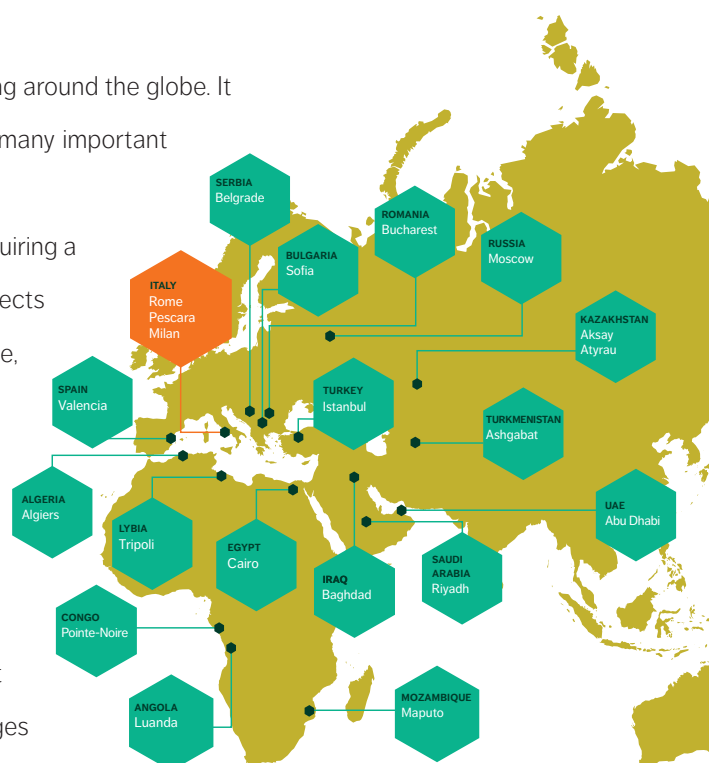 ng around the globe. It
many important
uiring a
ects
e,
SERBIA
Belgrade
ROMANIA
Bucharest
BULGARIA
Sofia
RUSSIA
Moscow
ITALY
Rome
Pescara
Milan
KAZAKHSTAN
Aksay
Atyrau
SPAIN
Valencia
TURKEY
Istanbul
TURKMENISTAN
Ashgabat
ALGERIA
Algiers
LYBIA
Tripoli
EGYPT
Cairo
IRAQ
Baghdad
SAUDI
ARABIA
Riyadh
UAE
Abu Dhabi
CONGO
Pointe-Noire
ANGOLA
Luanda
MOZAMBIQUE
Maputo
ges